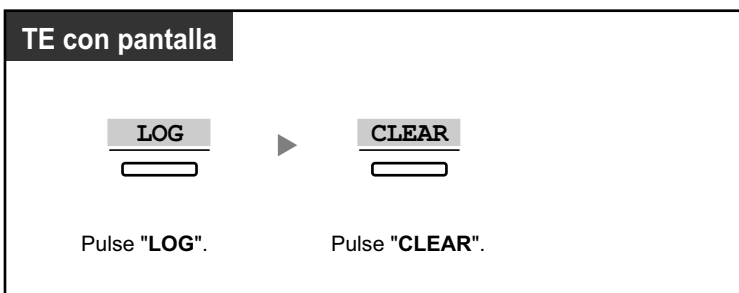 TE con pantalla
LOG
CLEAR
Pulse "LOG".
Pulse "CLEAR".